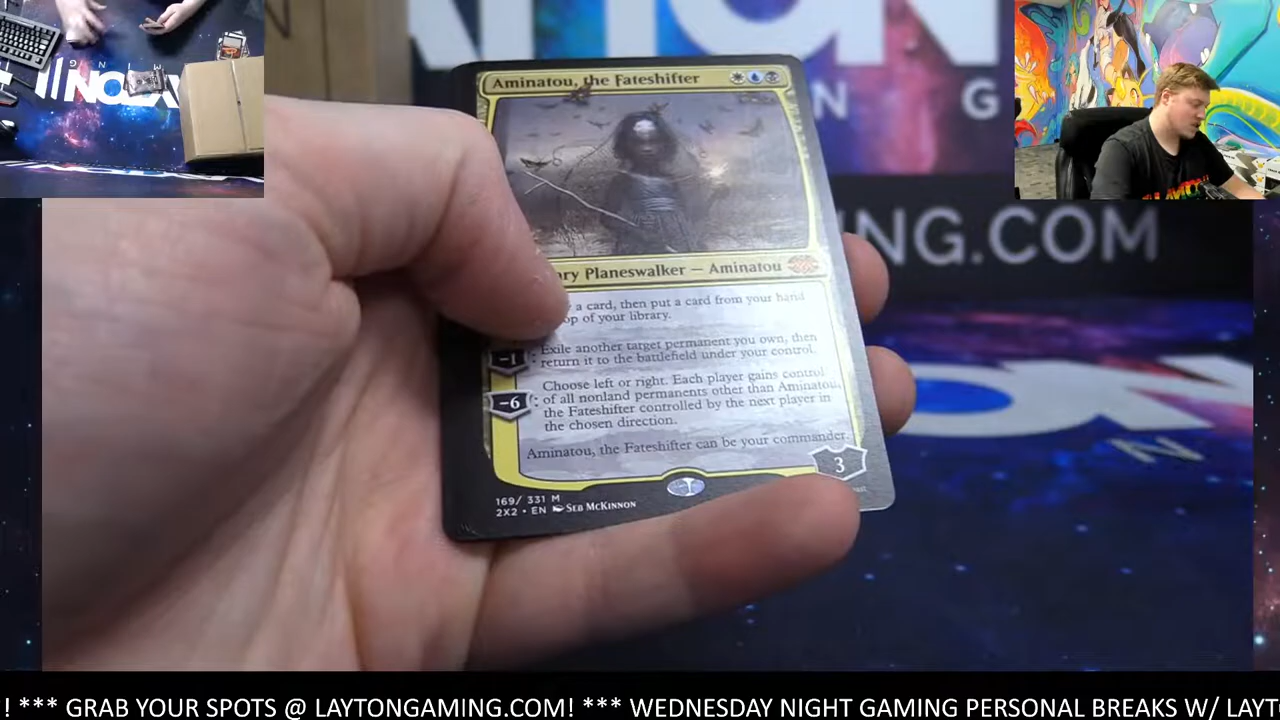 Aminatou, the Fateshifter
Planeswalker — Aminatou
a card, then put a card from your hand
of your library.
-1: Exile another target permanent you own, then
return it to the battlefield under your control.
Choose left or right. Each player gains control
-6: of all nonland permanents other than Aminatou,
the Fateshifter controlled by the next player in
the chosen direction.
Aminatou, the Fateshifter can be your commander.
3
169/ 331 M
2X2 • EN SEB MCKINNON
N G
NG.COM
! *** GRAB YOUR SPOTS @ LAYTONGAMING.COM! *** WEDNESDAY NIGHT GAMING PERSONAL BREAKS W/ LAYT